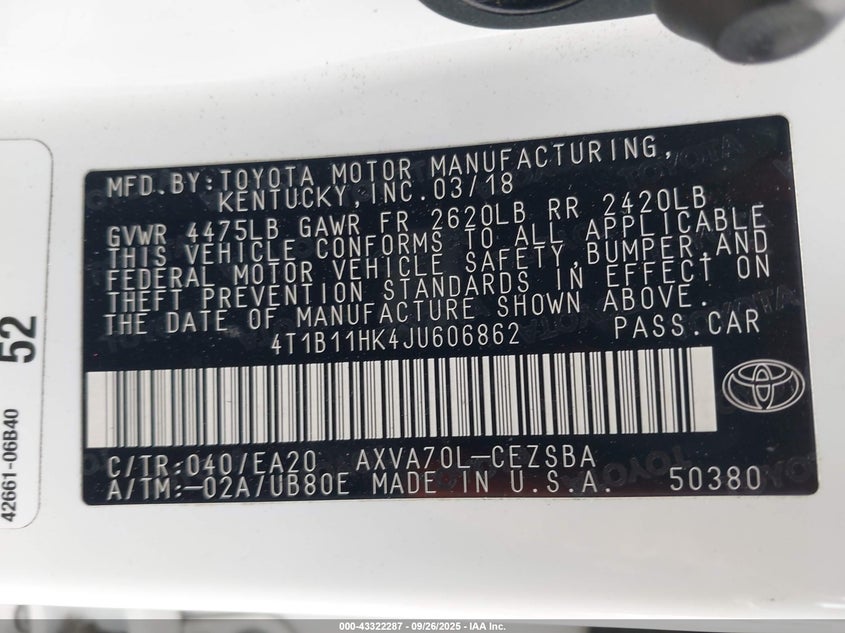 MFD.BY:TOYOTA MOTOR MANUFACTURING,
KENTUCKY,INC.03/18
GVWR 4475LB GAWR FR 2620LB RR 2420LB
THIS VEHICLE CONFORMS TO ALL APPLICABLE
FEDERAL MOTOR VEHICLE SAFETY,BUMPER,AND
THEFT PREVENTION STANDARDS IN EFFECT ON
THE DATE OF MANUFACTURE SHOWN ABOVE.
4T1B11HK4JU606862 PASS.CAR
C/TR:040/EA20 AXVA70L-CEZSBA
A/TM:-02A/UB80E MADE IN U.S.A. 50380
52
42661-06B40
000-43322287 - 09/26/2025 - IAA Inc.